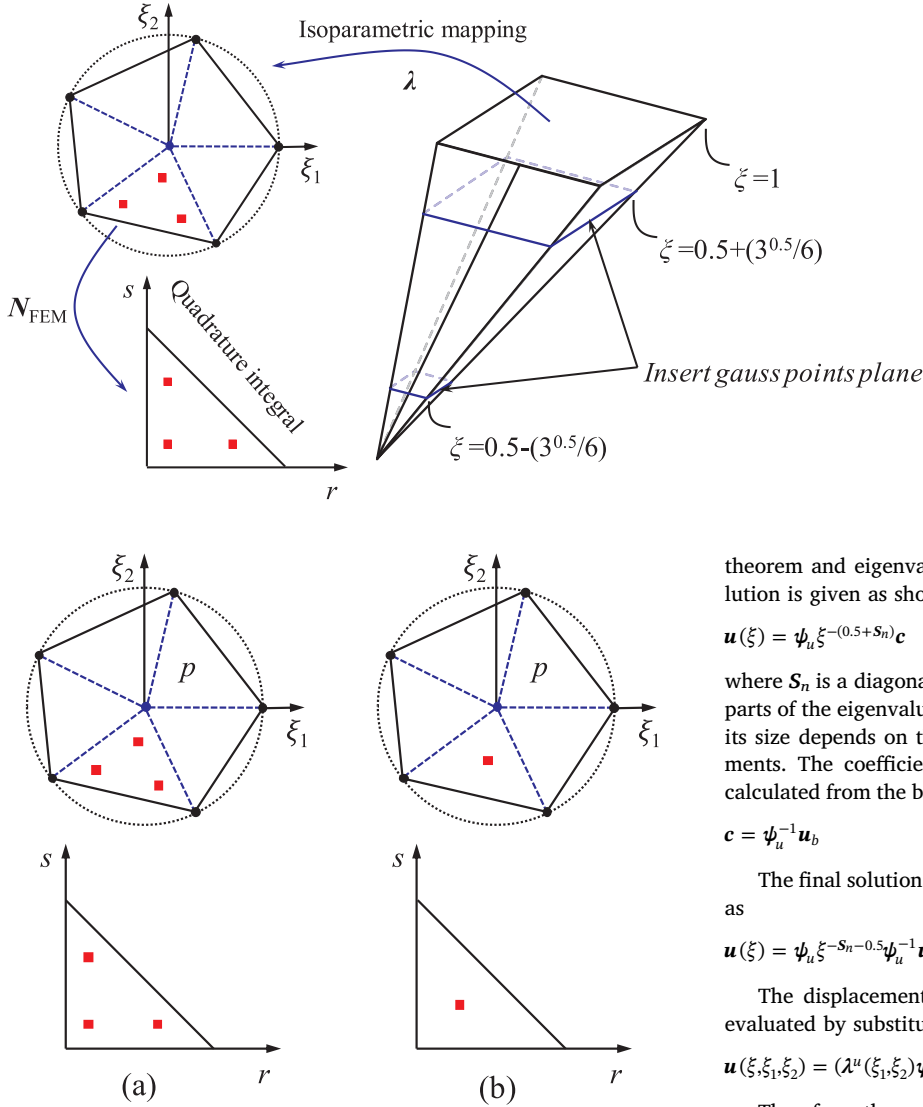 ξ₂
Isoparametric mapping
λ
ξ₁
ξ=1
ξ=0.5+(3^0.5/6)
N_FEM
s
Quadrature integral
Insert gauss points plane
ξ=0.5-(3^0.5/6)
r
ξ₂
p
ξ₁
s
r
(a)
ξ₂
p
ξ₁
s
r
(b)
theorem and eigenva
lution is given as sho
u(ξ) = ψ_u ξ^−(0.5+S_n) c
where S_n is a diagona
parts of the eigenvalu
its size depends on t
ments. The coefficie
calculated from the b
c = ψ_u^−1 u_b
The final solution
as
u(ξ) = ψ_u ξ^−S_n−0.5 ψ_u^−1 u
The displacement
evaluated by substitu
u(ξ,ξ₁,ξ₂) = (λ^u(ξ₁,ξ₂)ψ